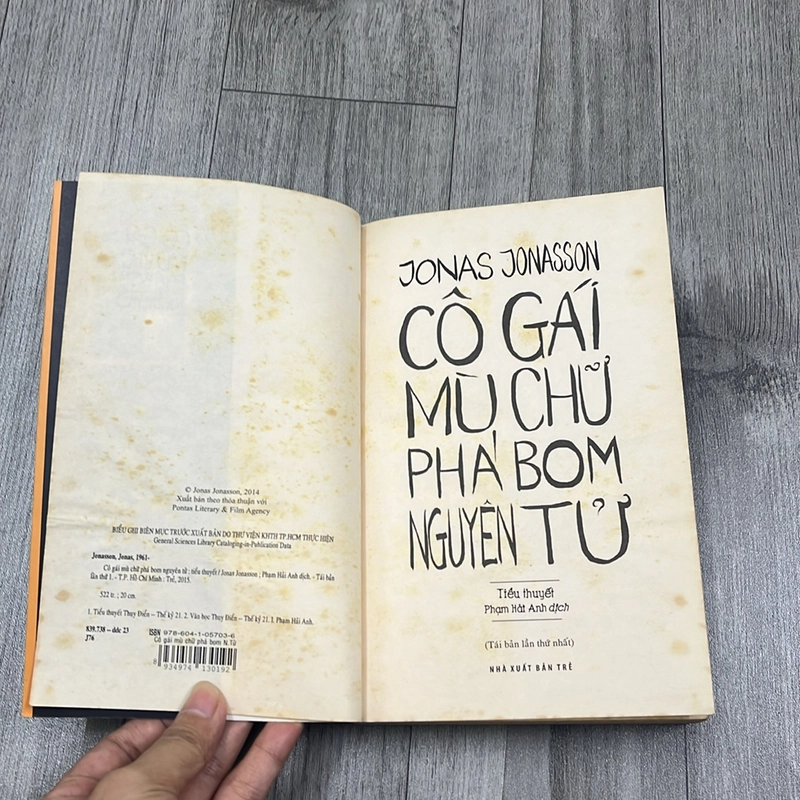 © Jonas Jonasson, 2014
Xuất bản theo thỏa thuận với
Pontas Literary & Film Agency
BIỂU GHI BIÊN MỤC TRƯỚC XUẤT BẢN DO THƯ VIỆN KHTH TP.HCM THỰC HIỆN
General Sciences Library Cataloging-in-Publication Data
Jonasson, Jonas, 1961-
Cô gái mù chữ phá bom nguyên tử : tiểu thuyết / Jonas Jonasson ; Phạm Hải Anh dịch. - Tái bản
lần thứ 1. - T.P. Hồ Chí Minh : Trẻ, 2015.
522 tr. ; 20 cm.
1. Tiểu thuyết Thụy Điển – Thế kỷ 21. 2. Văn học Thụy Điển – Thế kỷ 21. I. Phạm Hải Anh.
839.738 – ddc 23
J76
ISBN 978-604-1-05703-6
Cô gái mù chữ phá bom N.Tử
8 934974 130192
JONAS JONASSON
CÔ GÁI
MÙ CHỮ
PHÁ BOM
NGUYÊN TỬ
Tiểu thuyết
Phạm Hải Anh dịch
(Tái bản lần thứ nhất)
NHÀ XUẤT BẢN TRẺ